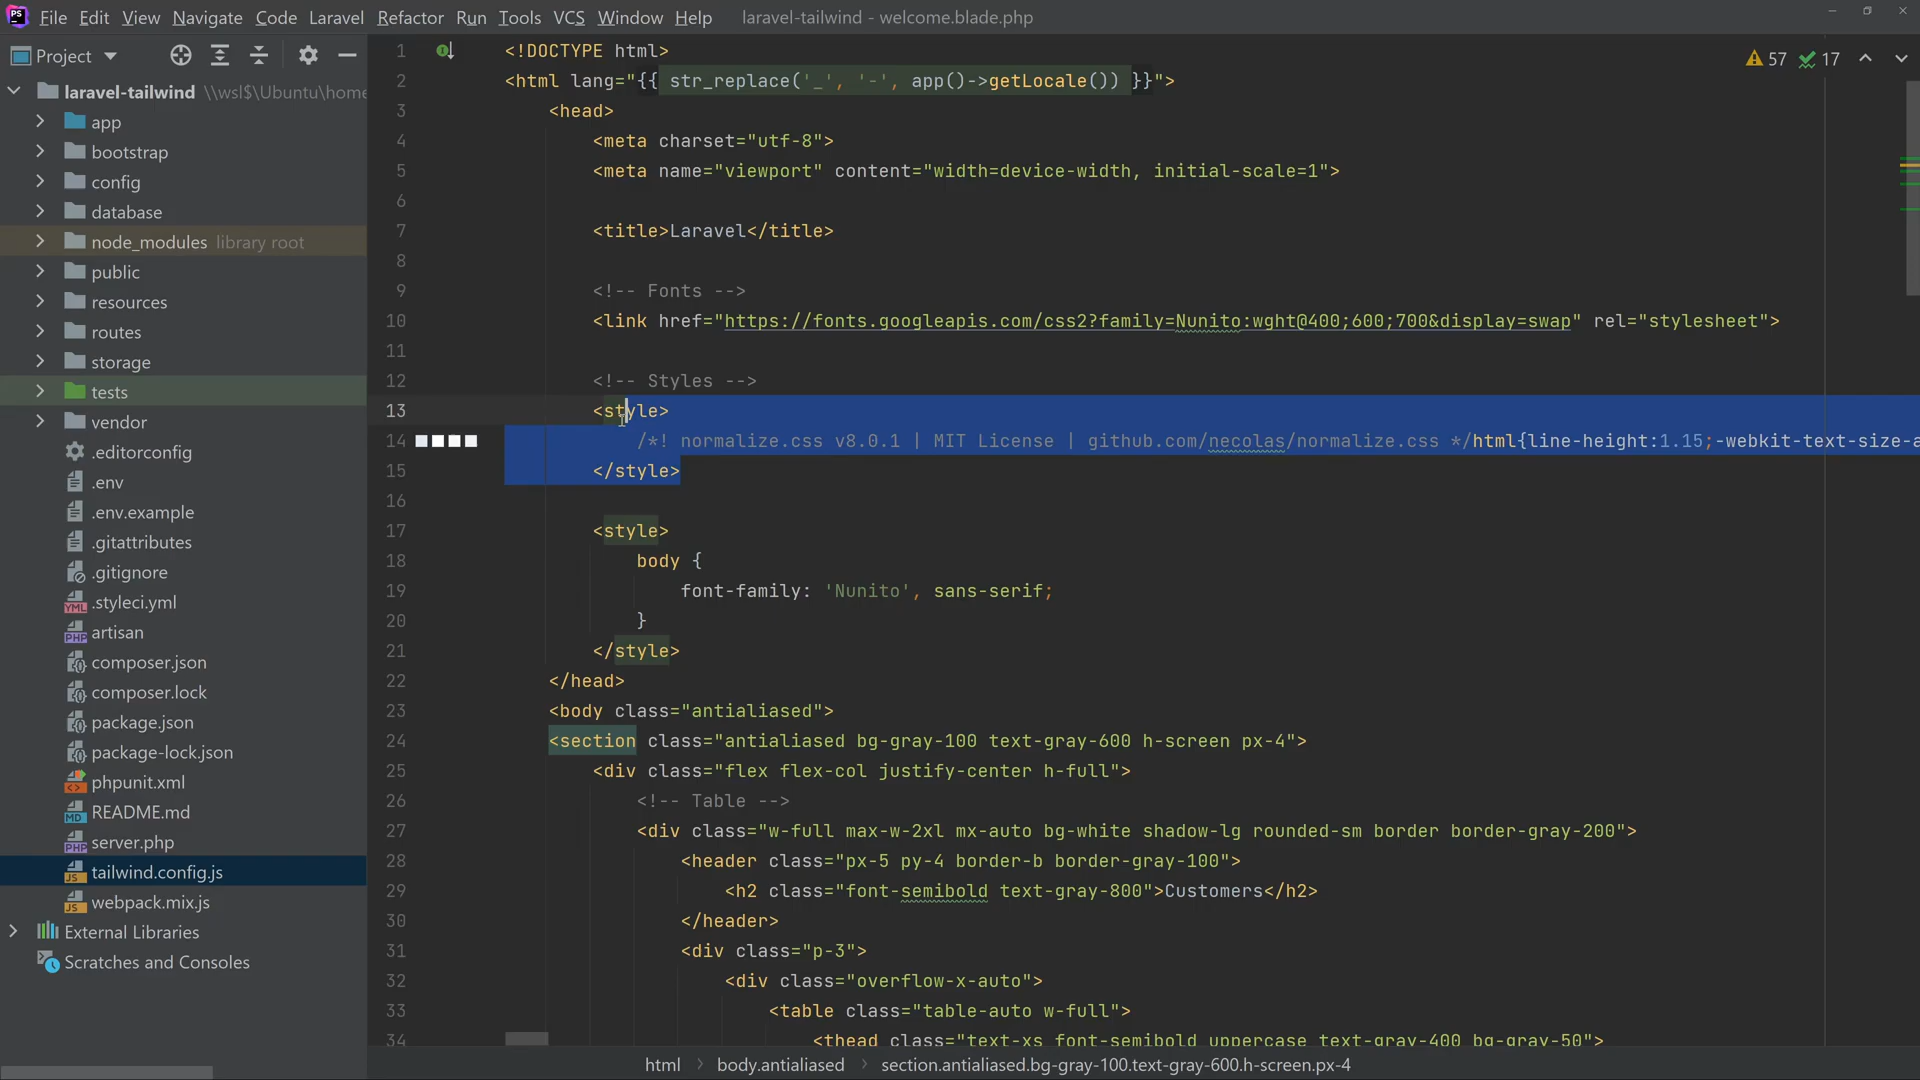 PS File Edit View Navigate Code Laravel Refactor Run Tools VCS Window Help laravel-tailwind - welcome.blade.php
Project
57 17
laravel-tailwind \\wsl$\Ubuntu\home
app
bootstrap
config
database
node_modules library root
public
resources
routes
storage
tests
vendor
.editorconfig
.env
.env.example
.gitattributes
.gitignore
.styleci.yml
artisan
composer.json
composer.lock
package.json
package-lock.json
phpunit.xml
README.md
server.php
tailwind.config.js
webpack.mix.js
External Libraries
Scratches and Consoles
1 <!DOCTYPE html>
2 <html lang="{{ str_replace('_', '-', app()->getLocale()) }}">
3 <head>
4 <meta charset="utf-8">
5 <meta name="viewport" content="width=device-width, initial-scale=1">
6
7 <title>Laravel</title>
8
9 <!-- Fonts -->
10 <link href="https://fonts.googleapis.com/css2?family=Nunito:wght@400;600;700&display=swap" rel="stylesheet">
11
12 <!-- Styles -->
13 <style>
14 /*! normalize.css v8.0.1 | MIT License | github.com/necolas/normalize.css */html{line-height:1.15;-webkit-text-size-a
15 </style>
16
17 <style>
18 body {
19 font-family: 'Nunito', sans-serif;
20 }
21 </style>
22 </head>
23 <body class="antialiased">
24 <section class="antialiased bg-gray-100 text-gray-600 h-screen px-4">
25 <div class="flex flex-col justify-center h-full">
26 <!-- Table -->
27 <div class="w-full max-w-2xl mx-auto bg-white shadow-lg rounded-sm border border-gray-200">
28 <header class="px-5 py-4 border-b border-gray-100">
29 <h2 class="font-semibold text-gray-800">Customers</h2>
30 </header>
31 <div class="p-3">
32 <div class="overflow-x-auto">
33 <table class="table-auto w-full">
34 <thead class="text-xs font-semibold uppercase text-gray-400 bg-gray-50">
html body.antialiased section.antialiased.bg-gray-100.text-gray-600.h-screen.px-4